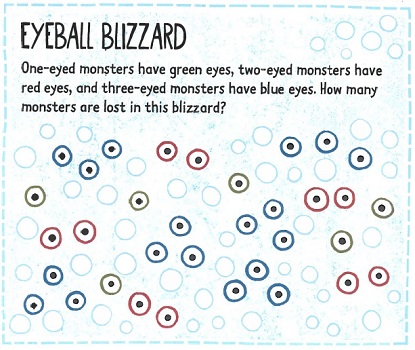 EYEBALL BLIZZARD
One-eyed monsters have green eyes, two-eyed monsters have
red eyes, and three-eyed monsters have blue eyes. How many
monsters are lost in this blizzard?